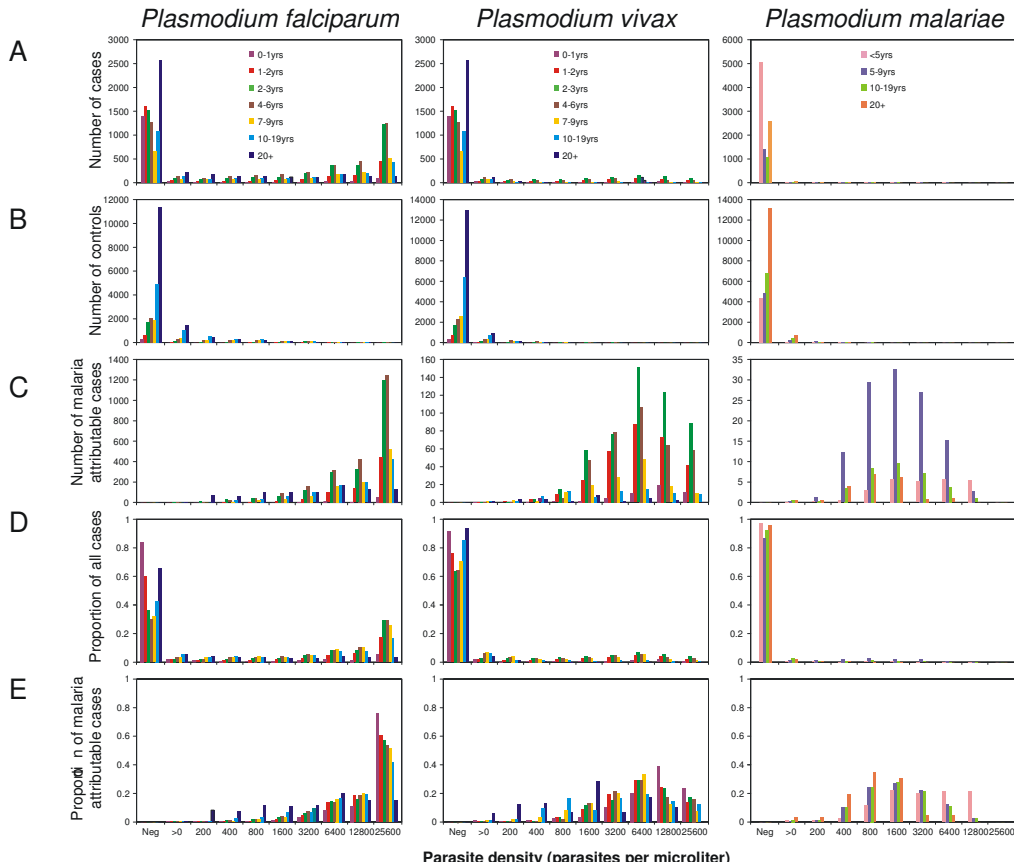 Plasmodium falciparum Plasmodium vivax Plasmodium malariae
A
Number of cases
3000 2500 2000 1500 1000 500 0
0-1yrs
1-2yrs
2-3yrs
4-6yrs
7-9yrs
10-19yrs
20+
3000 2500 2000 1500 1000 500 0
0-1yrs
1-2yrs
2-3yrs
4-6yrs
7-9yrs
10-19yrs
20+
6000 5000 4000 3000 2000 1000 0
<5yrs
5-9yrs
10-19yrs
20+
B
Number of controls
12000 10000 8000 6000 4000 2000 0
14000 12000 10000 8000 6000 4000 2000 0
14000 12000 10000 8000 6000 4000 2000 0
C
Number of malaria
attributable cases
1400 1200 1000 800 600 400 200 0
160 140 120 100 80 60 40 20 0
35 30 25 20 15 10 5 0
D
Proportion of all cases
1 0.8 0.6 0.4 0.2 0
1 0.8 0.6 0.4 0.2 0
1 0.8 0.6 0.4 0.2 0
E
n of malaria
attributable cases
1 0.8 0.6 0.4 0.2 0
1 0.8 0.6 0.4 0.2 0
1 0.8 0.6 0.4 0.2 0
Neg >0 200 400 800 1600 3200 6400 12800 25600
Neg >0 200 400 800 1600 3200 6400 12800 25600
Neg >0 200 400 800 1600 3200 6400 12800 25600
Parasite density (parasites per microliter)